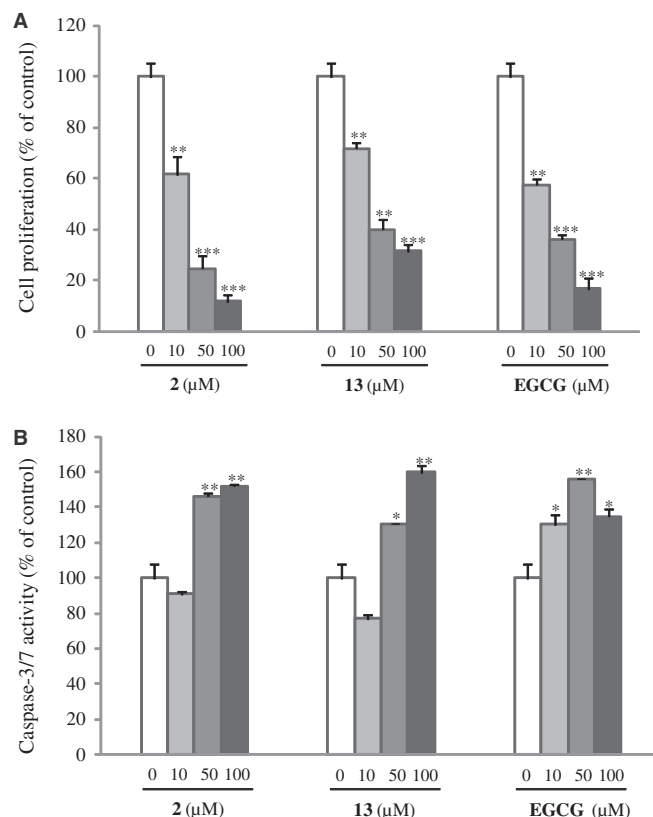 A
Cell proliferation (% of control)
120
100
80
60
40
20
0
**
***
***
**
**
***
**
***
***
0 10 50 100
0 10 50 100
0 10 50 100
2 (µM)
13 (µM)
EGCG (µM)
B
Caspase-3/7 activity (% of control)
180
160
140
120
100
80
60
40
20
0
**
**
*
**
*
**
*
0 10 50 100
0 10 50 100
0 10 50 100
2 (µM)
13 (µM)
EGCG (µM)